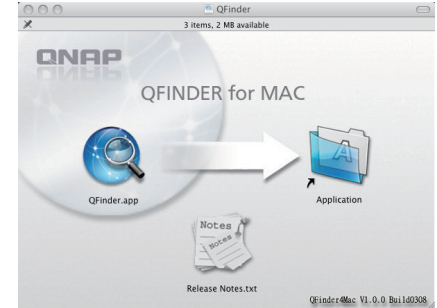 QFinder
3 items, 2 MB available
QNAP
QFINDER for MAC
QFinder.app
Application
Notes
Notes
Release Notes.txt
QFinder4Mac V1.0.0 Build0308